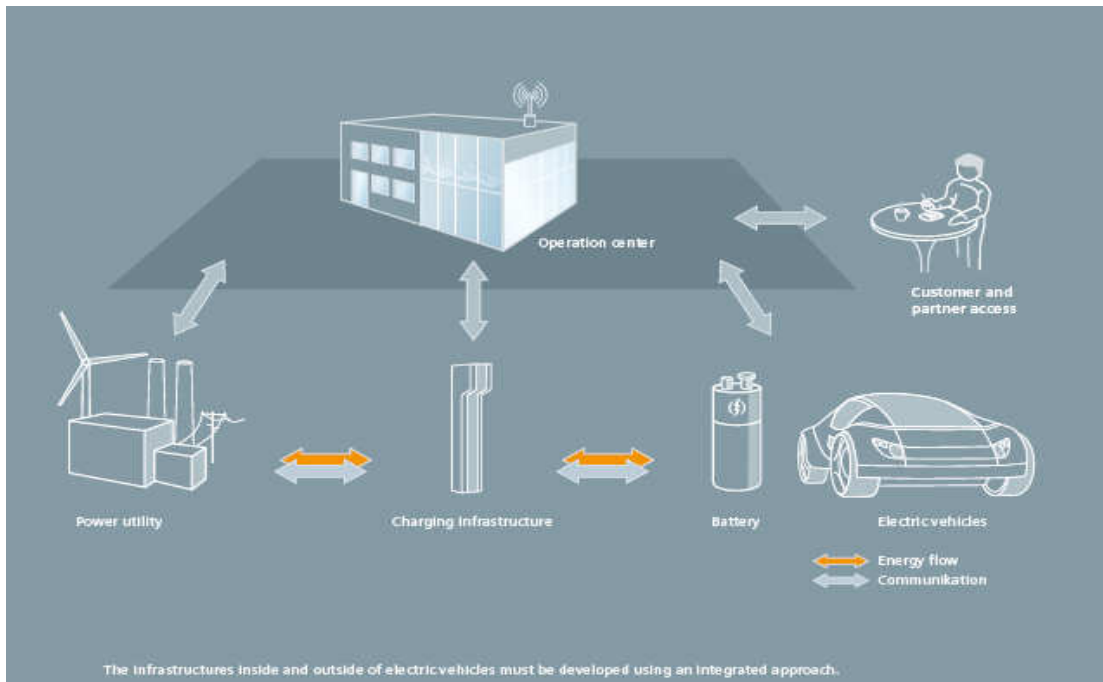 Operation center
Customer and
partner access
Power utility
Charging infrastructure
Battery
Electric vehicles
Energy flow
Communikation
The infrastructures inside and outside of electric vehicles must be developed using an integrated approach.